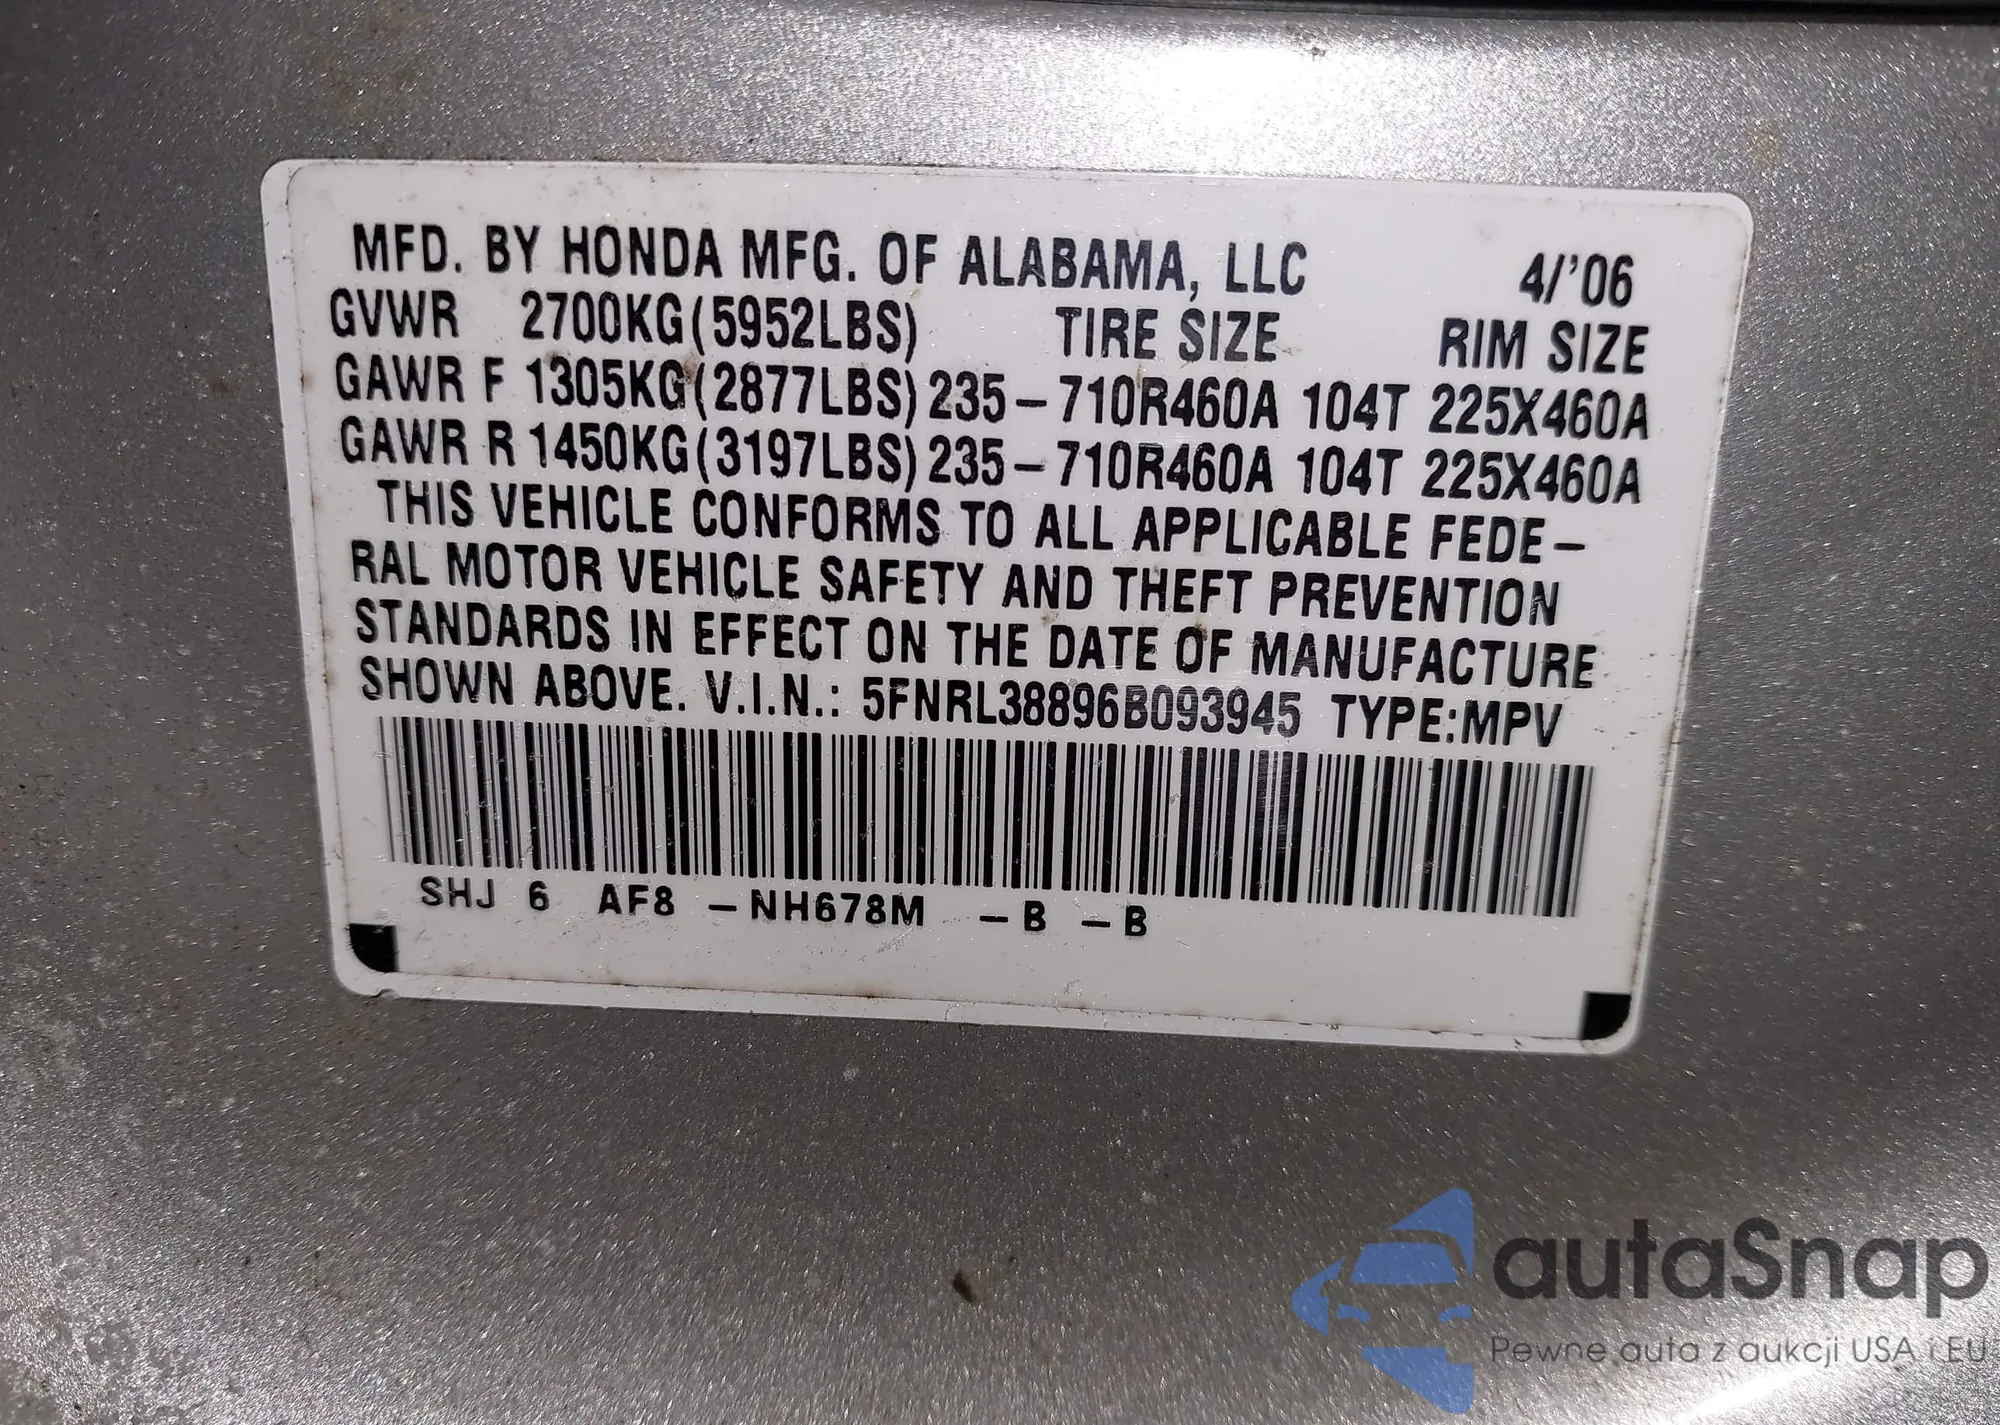 MFD. BY HONDA MFG. OF ALABAMA, LLC 4/'06
GVWR 2700KG(5952LBS) TIRE SIZE RIM SIZE
GAWR F 1305KG(2877LBS) 235-710R460A 104T 225X460A
GAWR R 1450KG(3197LBS) 235-710R460A 104T 225X460A
THIS VEHICLE CONFORMS TO ALL APPLICABLE FEDE-
RAL MOTOR VEHICLE SAFETY AND THEFT PREVENTION
STANDARDS IN EFFECT ON THE DATE OF MANUFACTURE
SHOWN ABOVE. V.I.N.: 5FNRL38896B093945 TYPE:MPV
SHJ 6 AF8 -NH678M -B -B
autaSnap
Pewne auta z aukcji USA i EU